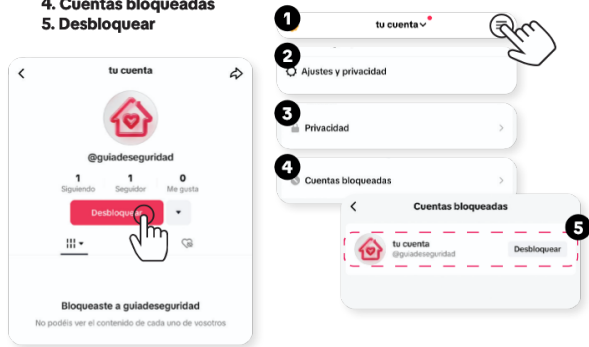 4. Cuentas bloqueadas
5. Desbloquear
tu cuenta
@guiadeseguridad
1 1 0
Siguiendo Seguidor Me gusta
Desbloquear
Bloqueaste a guiadeseguridad
No podéis ver el contenido de cada uno de vosotros
1
tu cuenta
2
Ajustes y privacidad
3
Privacidad
4
Cuentas bloqueadas
Cuentas bloqueadas
5
tu cuenta
@guiadeseguridad
Desbloquear